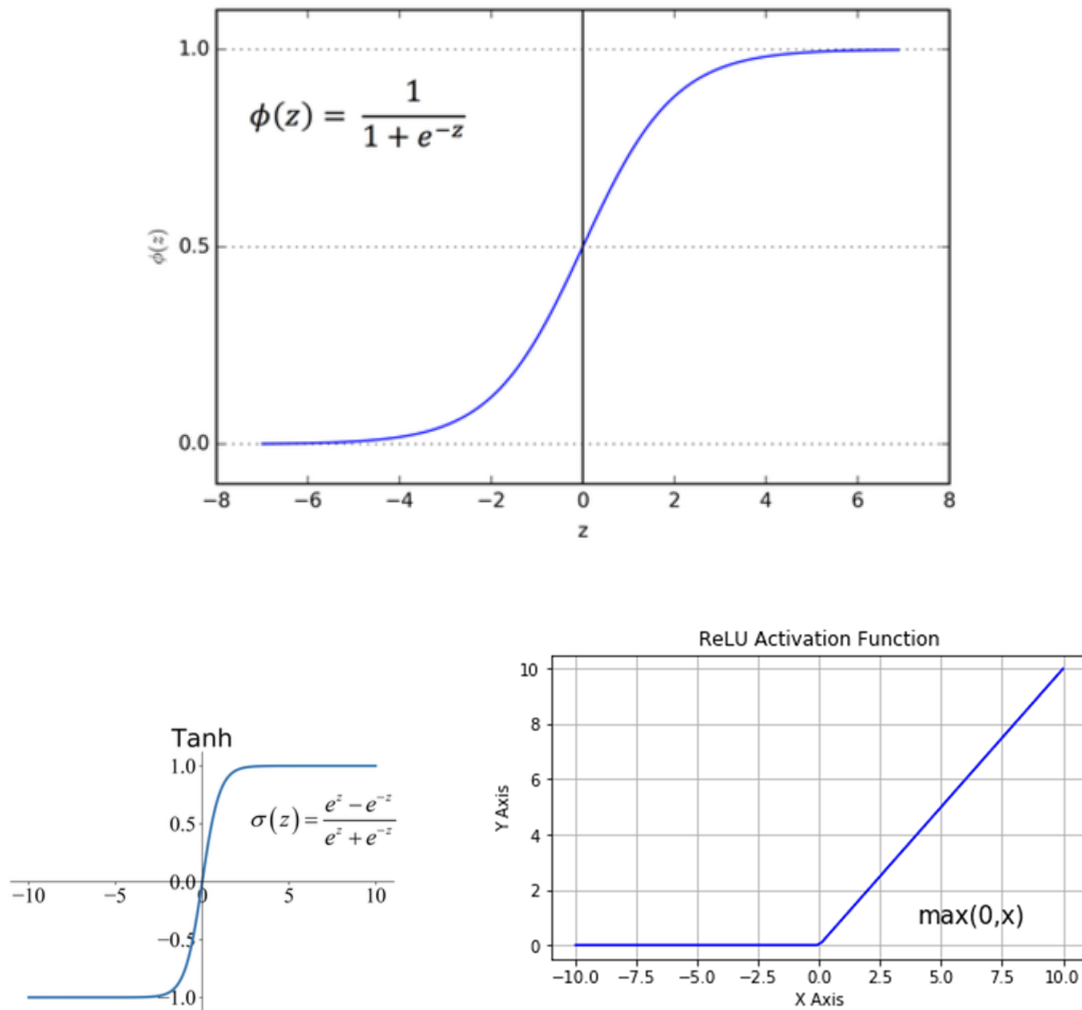 1.0
ϕ(z) = 1 / (1 + e^{−z})
ϕ(z)
0.5
0.0
−8 −6 −4 −2 0 2 4 6 8
z
ReLU Activation Function
10
8
6
4
2
0
Y Axis
max(0,x)
−10.0 −7.5 −5.0 −2.5 0.0 2.5 5.0 7.5 10.0
X Axis
Tanh
1.0
σ(z) = (e^z − e^{−z}) / (e^z + e^{−z})
0.5
0.0
−10 −5 0 5 10
−0.5
−1.0